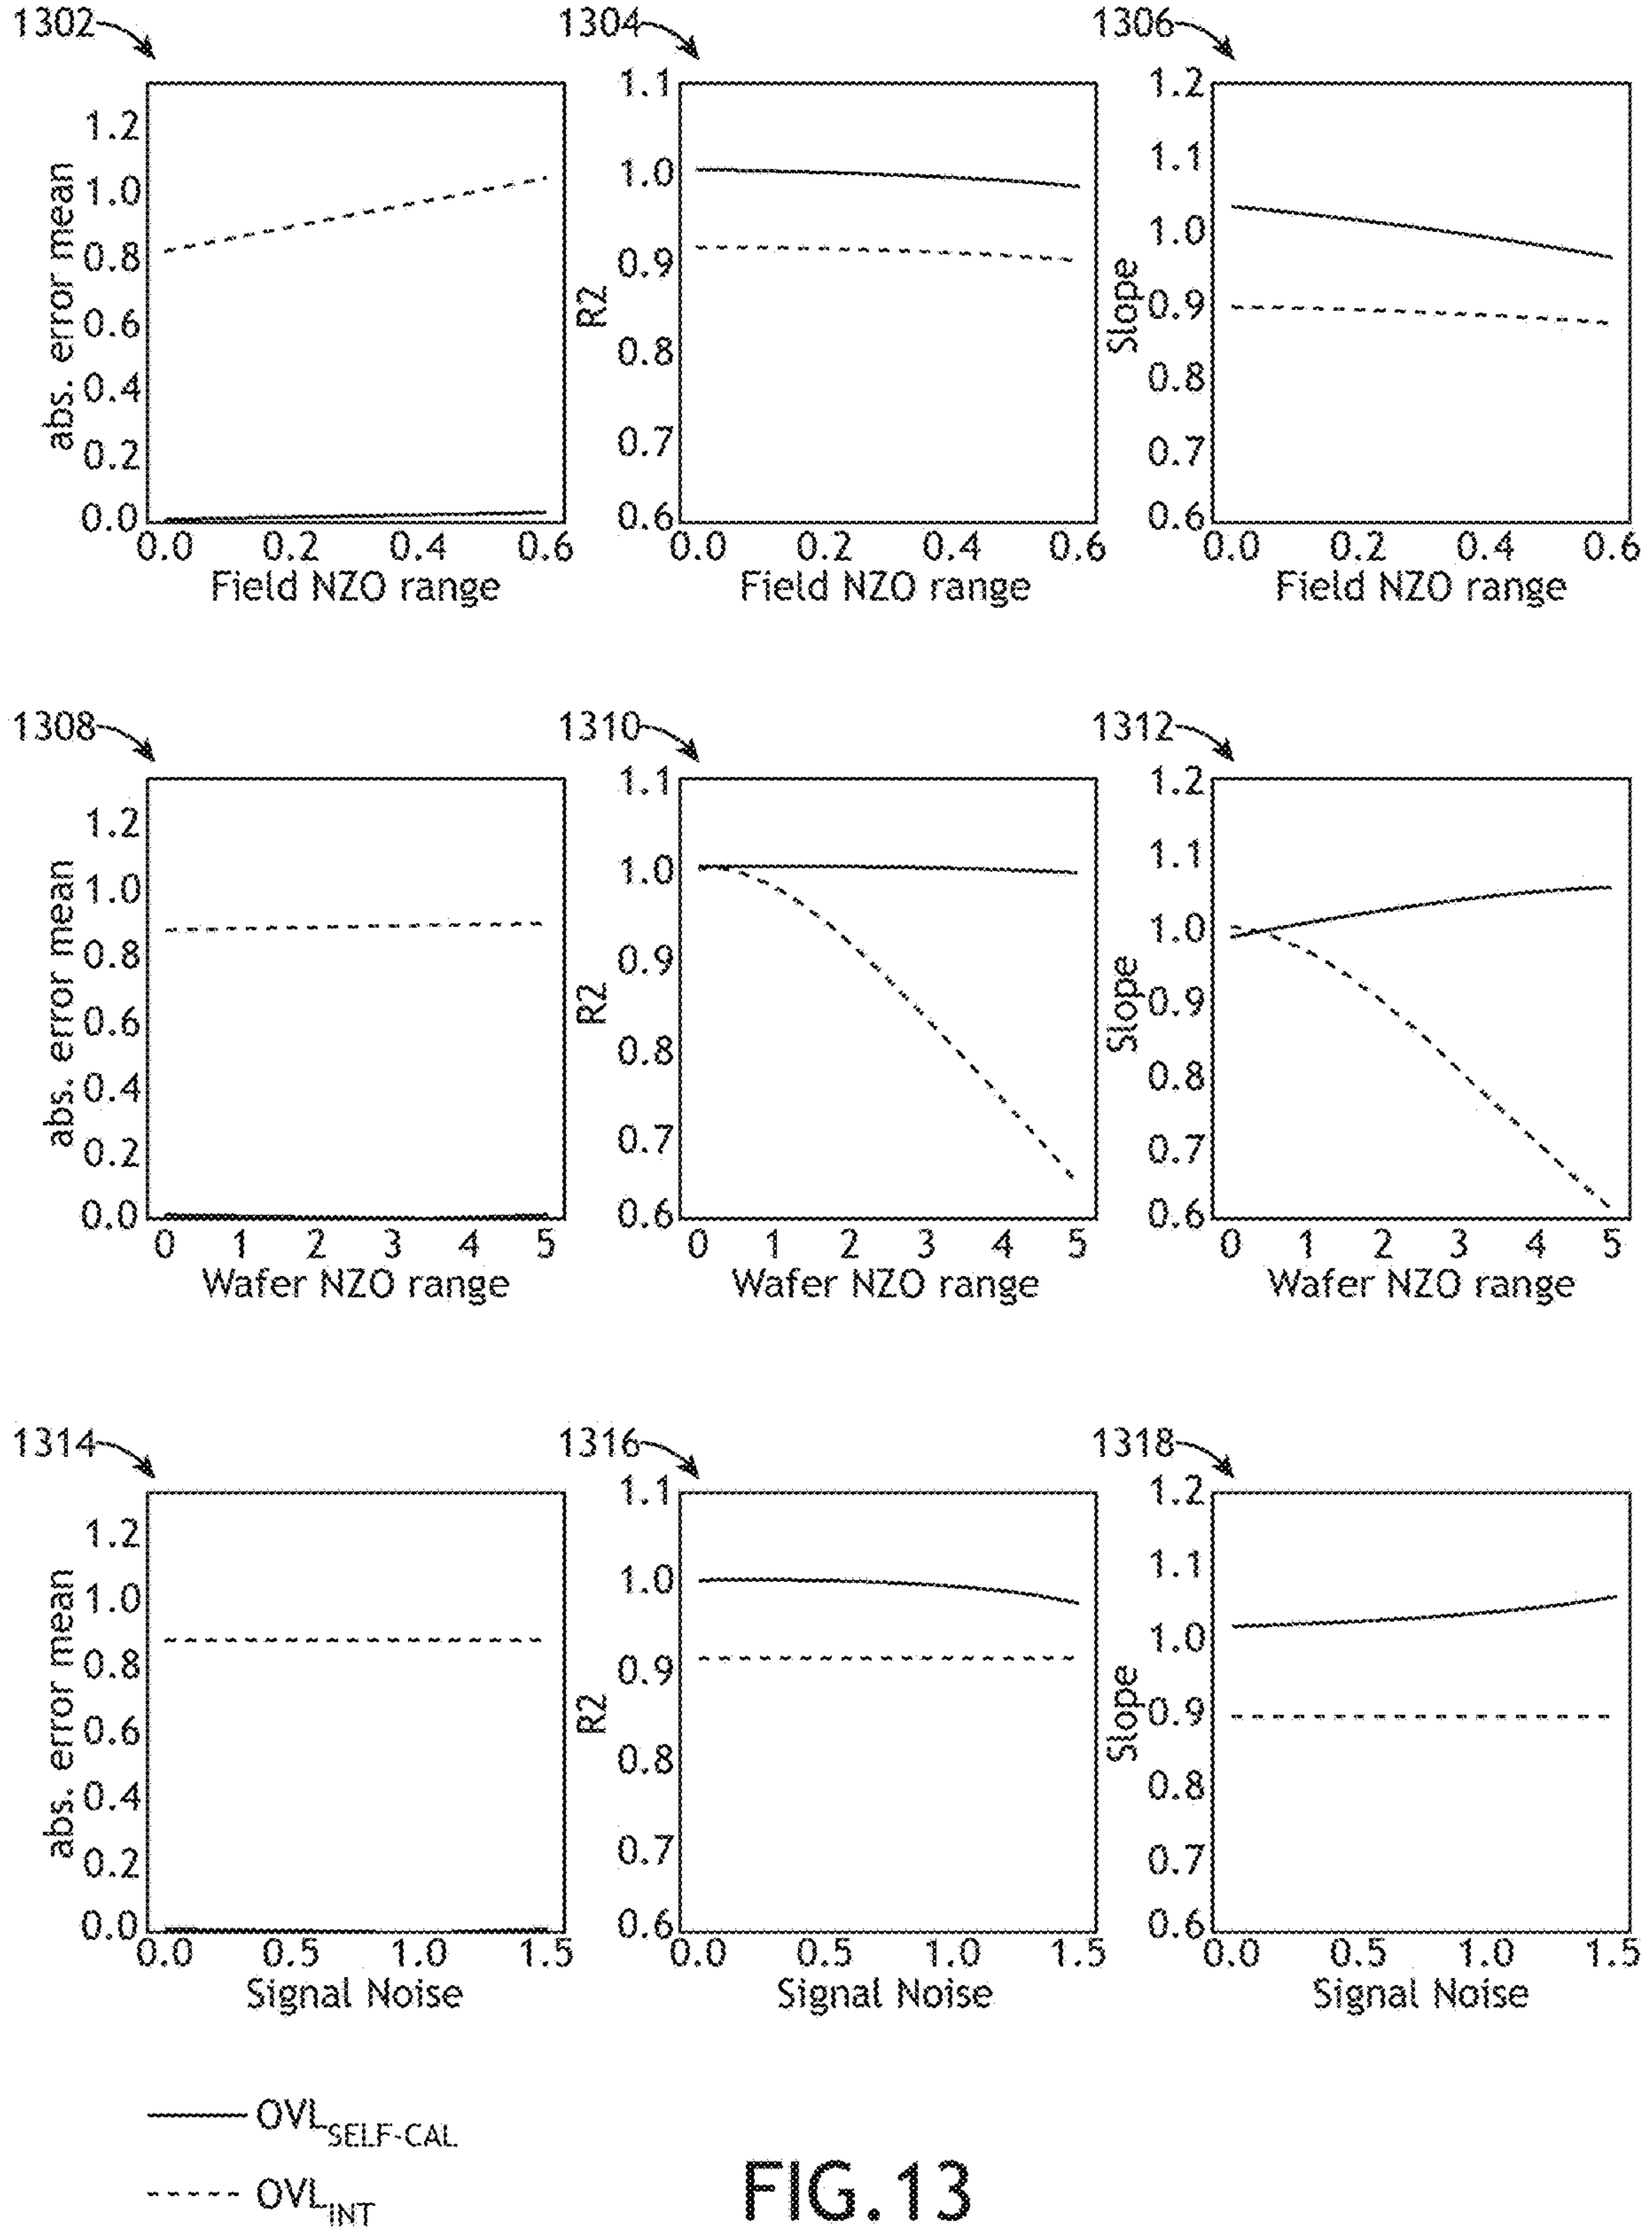 1302
abs. error mean
1.2
1.0
0.8
0.6
0.4
0.2
0.0
0.0 0.2 0.4 0.6
Field NZO range
1304
R2
1.1
1.0
0.9
0.8
0.7
0.6
0.0 0.2 0.4 0.6
Field NZO range
1306
Slope
1.2
1.1
1.0
0.9
0.8
0.7
0.6
0.0 0.2 0.4 0.6
Field NZO range
1308
abs. error mean
1.2
1.0
0.8
0.6
0.4
0.2
0.0
0 1 2 3 4 5
Wafer NZO range
1310
R2
1.1
1.0
0.9
0.8
0.7
0.6
0 1 2 3 4 5
Wafer NZO range
1312
Slope
1.2
1.1
1.0
0.9
0.8
0.7
0.6
0 1 2 3 4 5
Wafer NZO range
1314
abs. error mean
1.2
1.0
0.8
0.6
0.4
0.2
0.0
0.0 0.5 1.0 1.5
Signal Noise
1316
R2
1.1
1.0
0.9
0.8
0.7
0.6
0.0 0.5 1.0 1.5
Signal Noise
1318
Slope
1.2
1.1
1.0
0.9
0.8
0.7
0.6
0.0 0.5 1.0 1.5
Signal Noise
OVL SELF-CAL
OVL INT
FIG.13